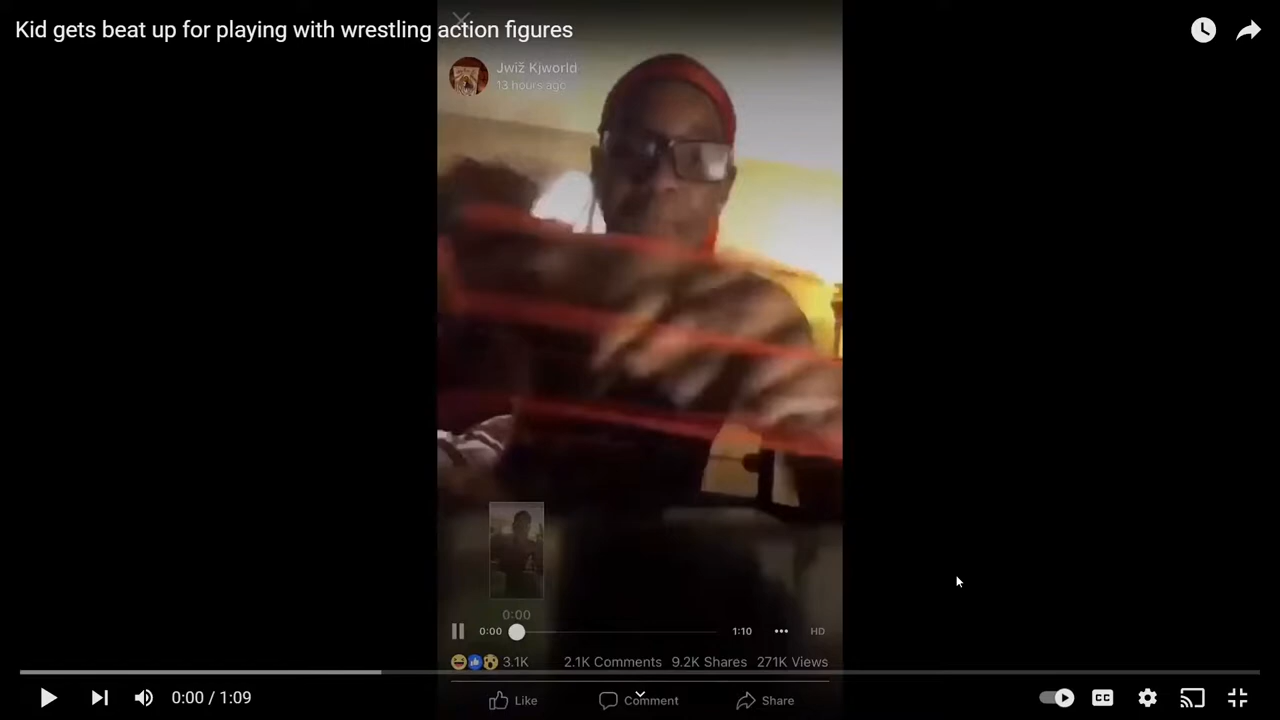 Kid gets beat up for playing with wrestling action figures
Jwiž Kjworld
13 hours ago
0:00
0:00
1:10
HD
3.1K
2.1K Comments 9.2K Shares 271K Views
Like
Comment
Share
0:00 / 1:09
CC